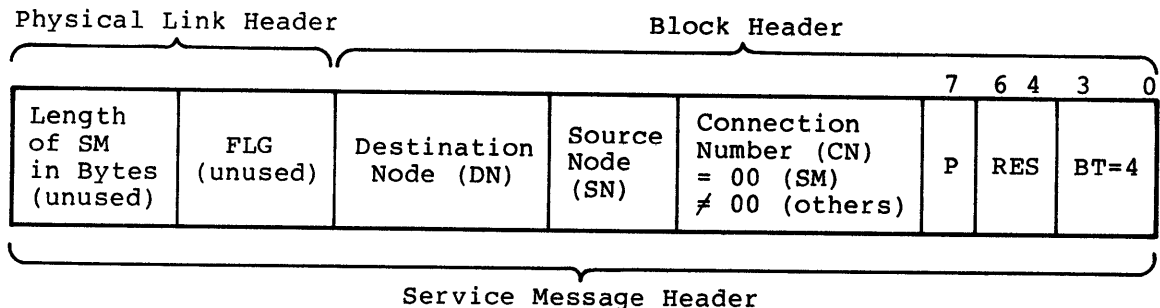 Physical Link Header
Block Header
7 6 4 3 0
Length
of SM
in Bytes
(unused)
FLG
(unused)
Destination
Node (DN)
Source
Node
(SN)
Connection
Number (CN)
= 00 (SM)
≠ 00 (others)
P
RES
BT=4
Service Message Header